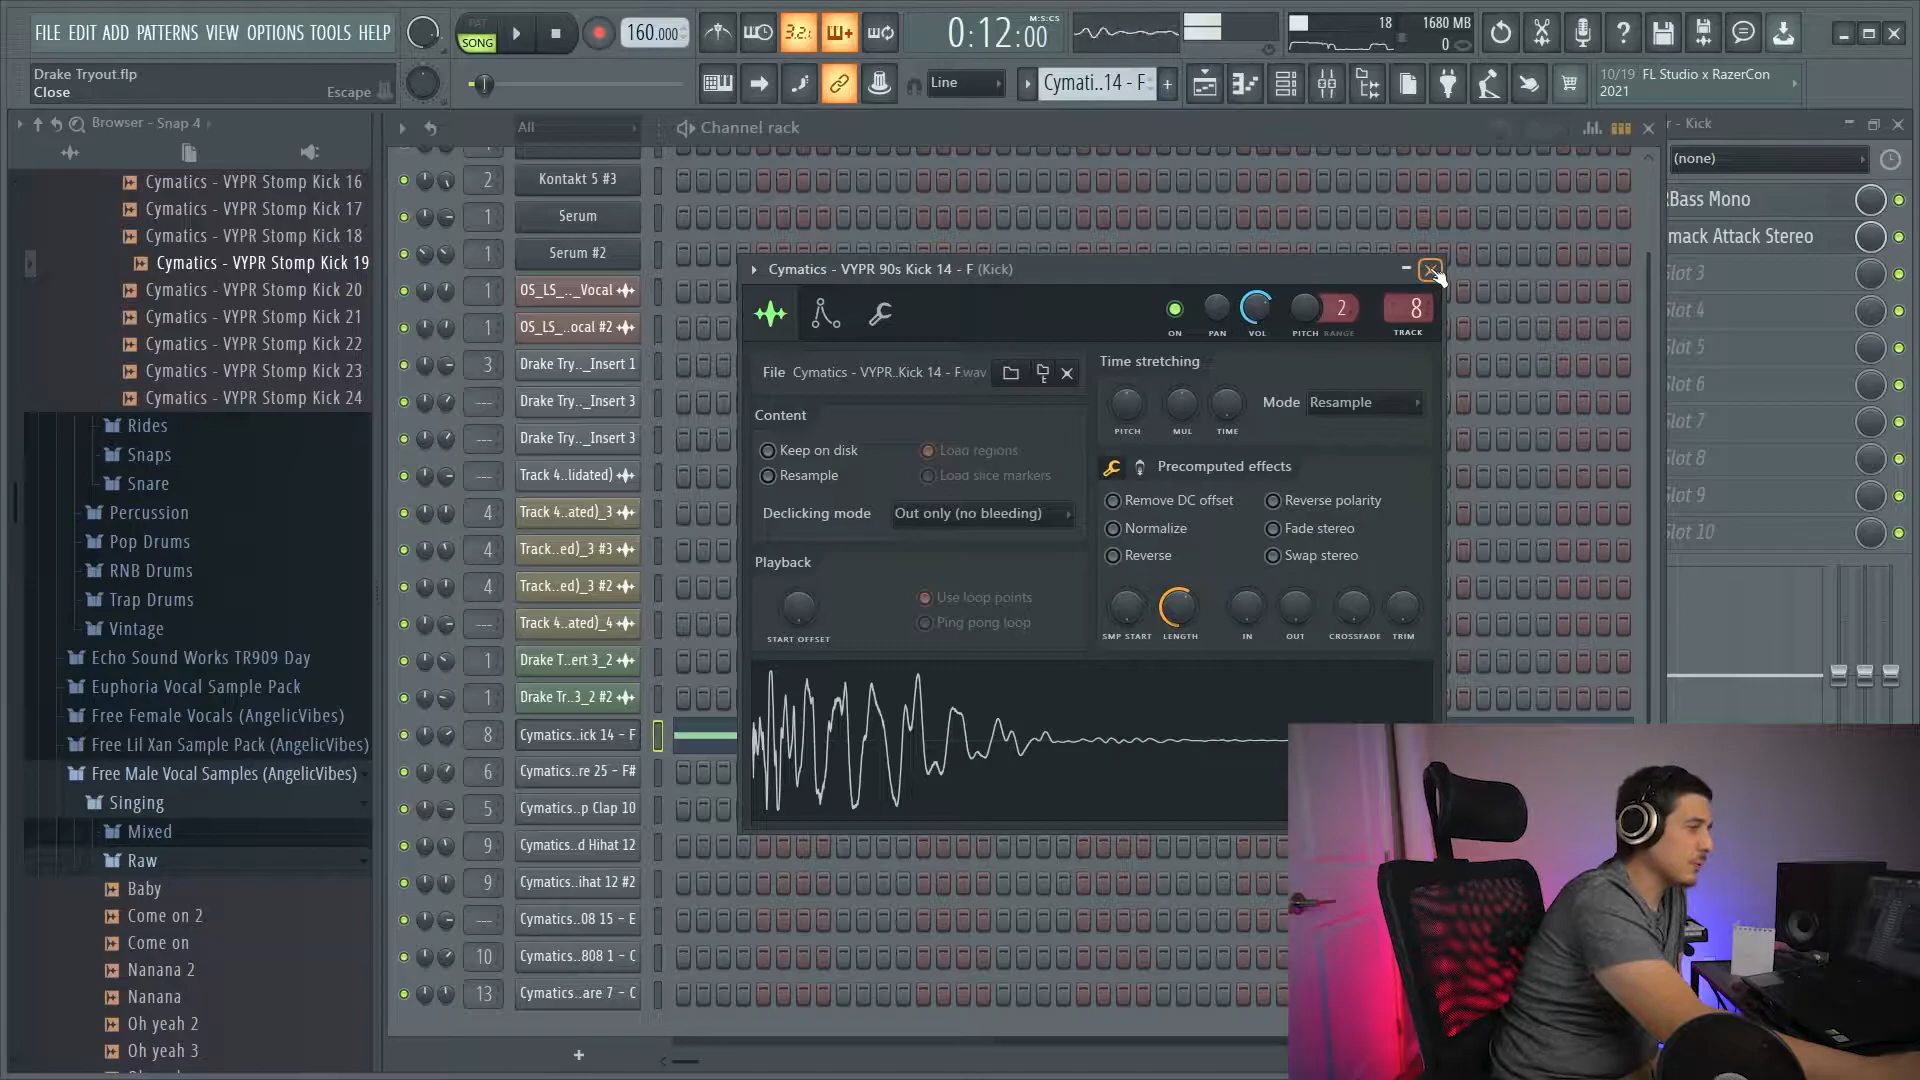 FILE EDIT ADD PATTERNS VIEW OPTIONS TOOLS HELP
PAT
SONG
160.000
3.2.
0:12:00
M:S:CS
18
1680 MB
0
Drake Tryout.flp
Close
Escape
Line
Cymati..14 - F
10/19
2021
FL Studio x RazerCon
Browser - Snap 4
All
Channel rack
r - Kick
(none)
Cymatics - VYPR Stomp Kick 16
Cymatics - VYPR Stomp Kick 17
Cymatics - VYPR Stomp Kick 18
Cymatics - VYPR Stomp Kick 19
Cymatics - VYPR Stomp Kick 20
Cymatics - VYPR Stomp Kick 21
Cymatics - VYPR Stomp Kick 22
Cymatics - VYPR Stomp Kick 23
Cymatics - VYPR Stomp Kick 24
Rides
Snaps
Snare
Percussion
Pop Drums
RNB Drums
Trap Drums
Vintage
Echo Sound Works TR909 Day
Euphoria Vocal Sample Pack
Free Female Vocals (AngelicVibes)
Free Lil Xan Sample Pack (AngelicVibes)
Free Male Vocal Samples (AngelicVibes)
Singing
Mixed
Raw
Baby
Come on 2
Come on
Nanana 2
Nanana
Oh yeah 2
Oh yeah 3
2 Kontakt 5 #3
1 Serum
1 Serum #2
1 OS_LS_.._Vocal
1 OS_LS_..ocal #2
3 Drake Try.._Insert 1
--- Drake Try.._Insert 3
--- Drake Try.._Insert 3
--- Track 4..lidated)
4 Track 4..ated)_3
4 Track..ed)_3 #3
4 Track..ed)_3 #2
--- Track 4..ated)_4
1 Drake T..ert 3_2
1 Drake Tr..3_2 #2
8 Cymatics..ick 14 - F
6 Cymatics..re 25 - F#
5 Cymatics..p Clap 10
9 Cymatics..d Hihat 12
9 Cymatics..ihat 12 #2
--- Cymatics..08 15 - E
10 Cymatics..808 1 - C
13 Cymatics..are 7 - C
+
Cymatics - VYPR 90s Kick 14 - F (Kick)
2
8
ON
PAN
VOL
PITCH
RANGE
TRACK
File
Cymatics - VYPR..Kick 14 - F.wav
Content
Keep on disk
Resample
Load regions
Load slice markers
Declicking mode
Out only (no bleeding)
Playback
START OFFSET
Use loop points
Ping pong loop
Time stretching
PITCH
MUL
TIME
Mode
Resample
Precomputed effects
Remove DC offset
Normalize
Reverse
Reverse polarity
Fade stereo
Swap stereo
SMP START
LENGTH
IN
OUT
CROSSFADE
TRIM
Bass Mono
mack Attack Stereo
Slot 3
Slot 4
Slot 5
Slot 6
Slot 7
Slot 8
Slot 9
Slot 10